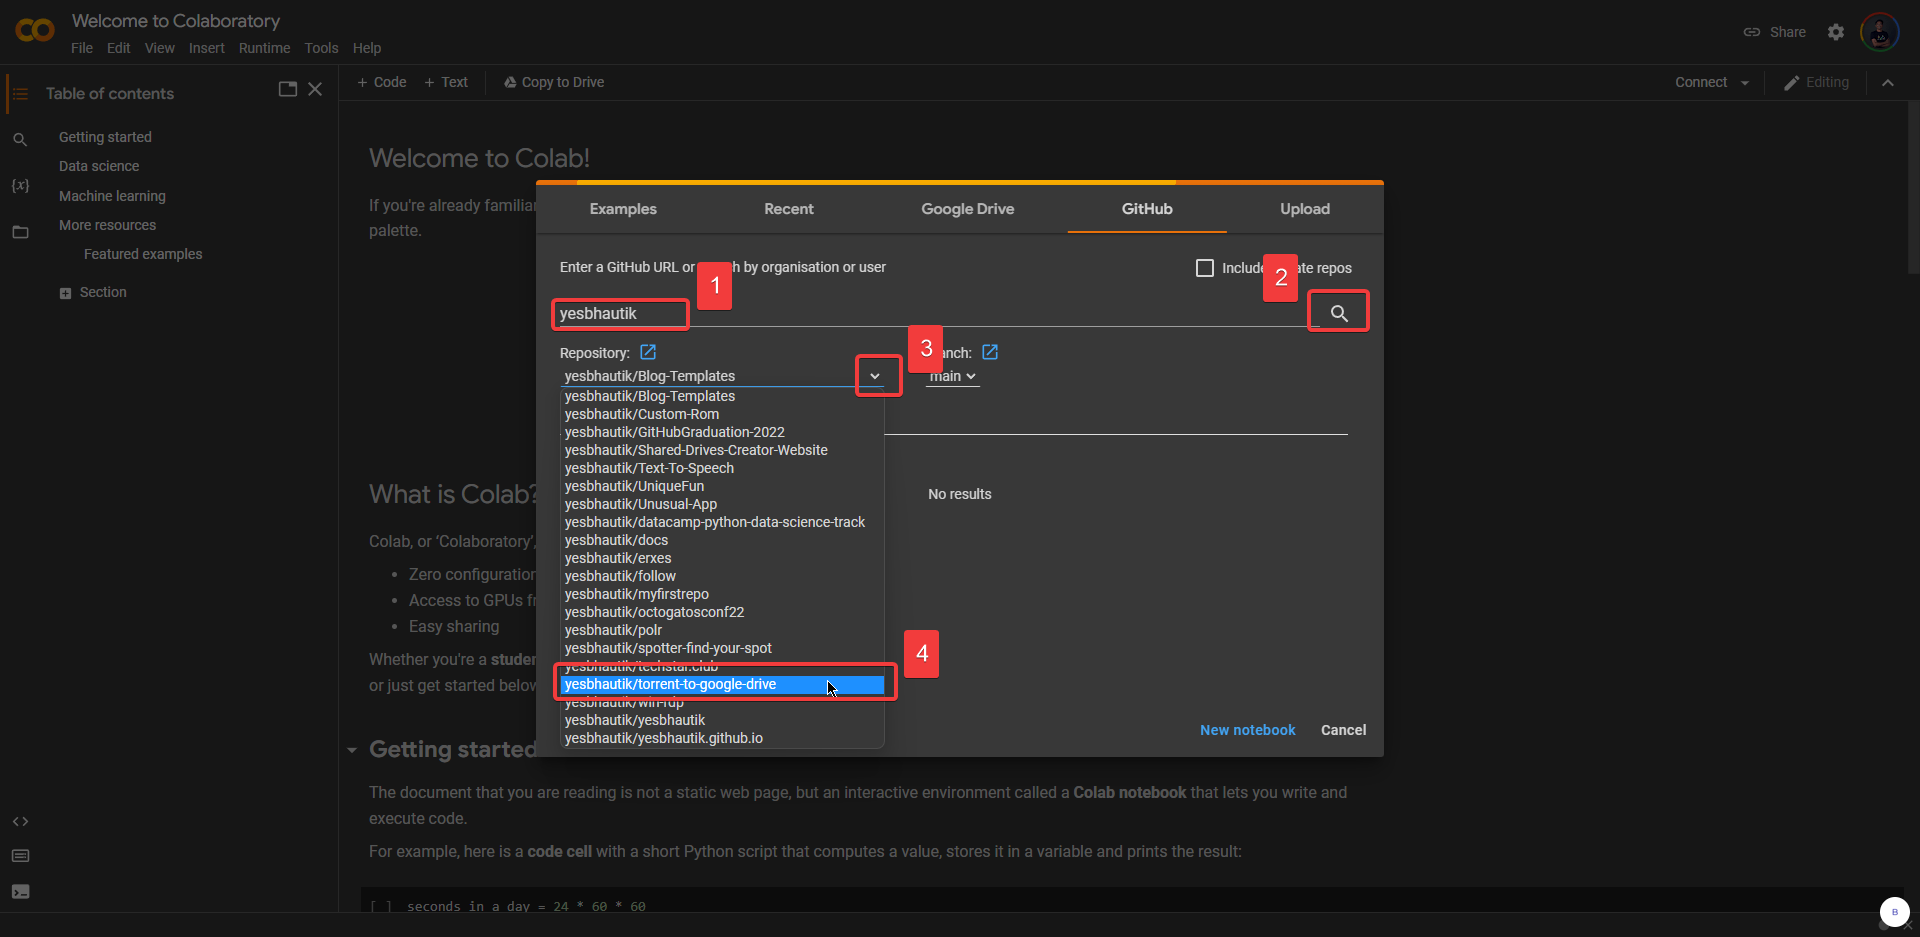 Welcome to Colaboratory
File Edit View Insert Runtime Tools Help
Share
Table of contents
Getting started
Data science
Machine learning
More resources
Featured examples
Section
+ Code + Text Copy to Drive
Connect
Editing
Welcome to Colab!
If you're already familiar
palette.
Examples Recent Google Drive GitHub Upload
Enter a GitHub URL or h by organisation or user
Include te repos
1
2
yesbhautik
3
Repository: nch:
yesbhautik/Blog-Templates main
yesbhautik/Blog-Templates
yesbhautik/Custom-Rom
yesbhautik/GitHubGraduation-2022
yesbhautik/Shared-Drives-Creator-Website
yesbhautik/Text-To-Speech
yesbhautik/UniqueFun
yesbhautik/Unusual-App
yesbhautik/datacamp-python-data-science-track
yesbhautik/docs
yesbhautik/erxes
yesbhautik/follow
yesbhautik/myfirstrepo
yesbhautik/octogatosconf22
yesbhautik/polr
yesbhautik/spotter-find-your-spot
yesbhautik/techstar.club
yesbhautik/torrent-to-google-drive
yesbhautik/win-rdp
yesbhautik/yesbhautik
yesbhautik/yesbhautik.github.io
4
No results
New notebook Cancel
What is Colab?
Colab, or 'Colaboratory',
• Zero configuration
• Access to GPUs fr
• Easy sharing
Whether you're a studen
or just get started below
Getting started
The document that you are reading is not a static web page, but an interactive environment called a Colab notebook that lets you write and
execute code.
For example, here is a code cell with a short Python script that computes a value, stores it in a variable and prints the result:
[ ] seconds in a day = 24 * 60 * 60
B